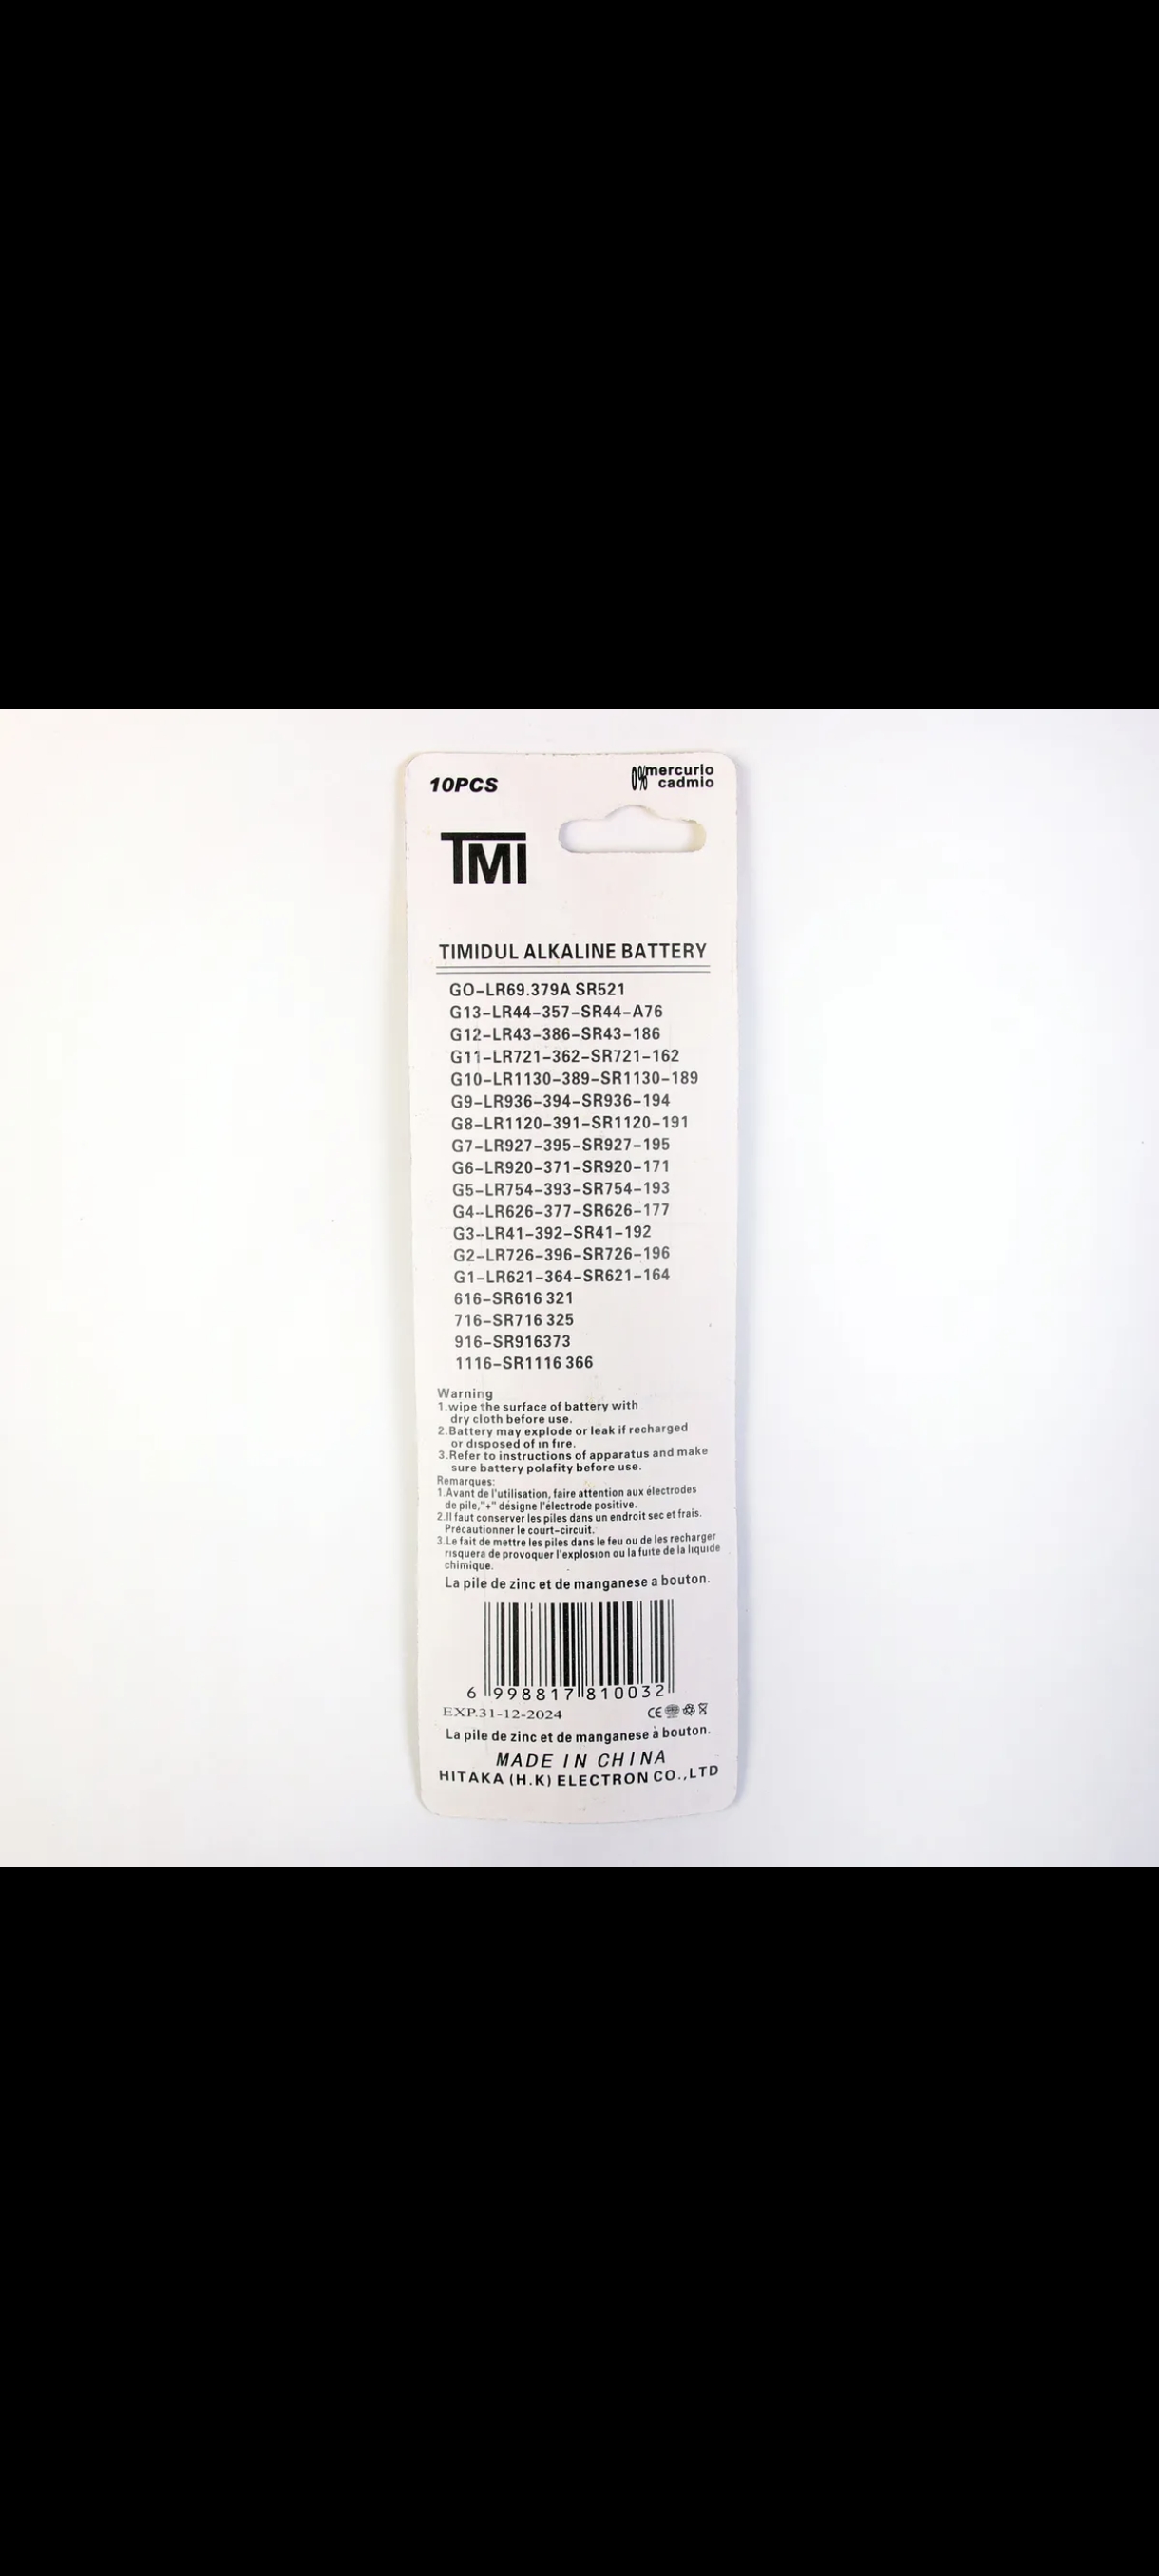 10PCS
0% mercurio
cadmio
TMI
TIMIDUL ALKALINE BATTERY
GO-LR69.379A SR521
G13-LR44-357-SR44-A76
G12-LR43-386-SR43-186
G11-LR721-362-SR721-162
G10-LR1130-389-SR1130-189
G9-LR936-394-SR936-194
G8-LR1120-391-SR1120-191
G7-LR927-395-SR927-195
G6-LR920-371-SR920-171
G5-LR754-393-SR754-193
G4-LR626-377-SR626-177
G3-LR41-392-SR41-192
G2-LR726-396-SR726-196
G1-LR621-364-SR621-164
616-SR616 321
716-SR716 325
916-SR916373
1116-SR1116 366
Warning
1.wipe the surface of battery with
dry cloth before use.
2.Battery may explode or leak if recharged
or disposed of in fire.
3.Refer to instructions of apparatus and make
sure battery polafity before use.
Remarques:
1.Avant de l'utilisation, faire attention aux électrodes
de pile,"+" désigne l'électrode positive.
2.Il faut conserver les piles dans un endroit sec et frais.
Précautionner le court-circuit.
3.Le fait de mettre les piles dans le feu ou de les recharger
risquera de provoquer l'explosion ou la fuite de la liquide
chimique.
La pile de zinc et de manganese a bouton.
6 998817 810032
EXP.31-12-2024
CE
La pile de zinc et de manganese à bouton.
MADE IN CHINA
HITAKA (H.K) ELECTRON CO.,LTD